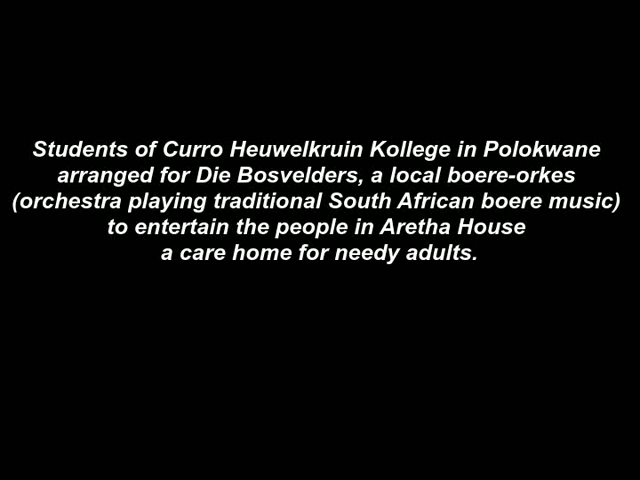 Students of Curro Heuwelkruin Kollege in Polokwane
arranged for Die Bosvelders, a local boere-orkes
(orchestra playing traditional South African boere music)
to entertain the people in Aretha House
a care home for needy adults.